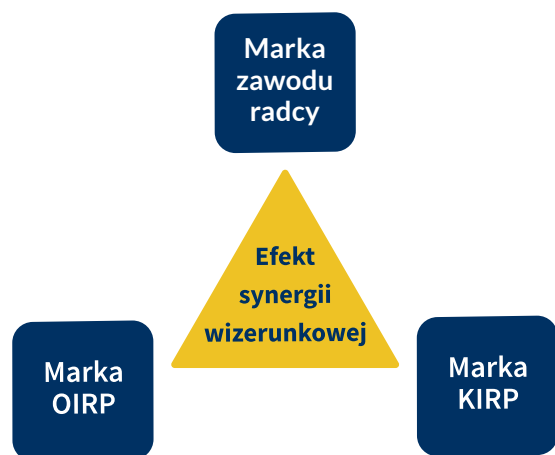 Marka
zawodu
radcy
Efekt
synergii
wizerunkowej
Marka
OIRP
Marka
KIRP